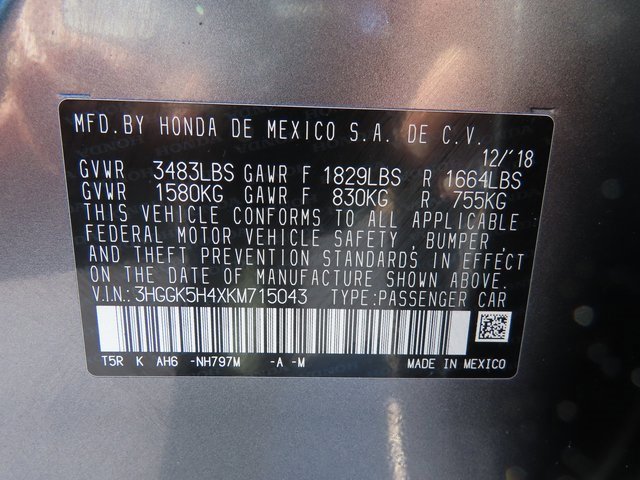 MFD.BY HONDA DE MEXICO S.A. DE C.V.
12/'18
GVWR 3483LBS GAWR F 1829LBS R 1664LBS
GVWR 1580KG GAWR F 830KG R 755KG
THIS VEHICLE CONFORMS TO ALL APPLICABLE
FEDERAL MOTOR VEHICLE SAFETY , BUMPER ,
AND THEFT PREVENTION STANDARDS IN EFFECT
ON THE DATE OF MANUFACTURE SHOWN ABOVE.
V.I.N.: 3HGGK5H4XKM715043 TYPE:PASSENGER CAR
T5R K AH6 -NH797M -A -M MADE IN MEXICO